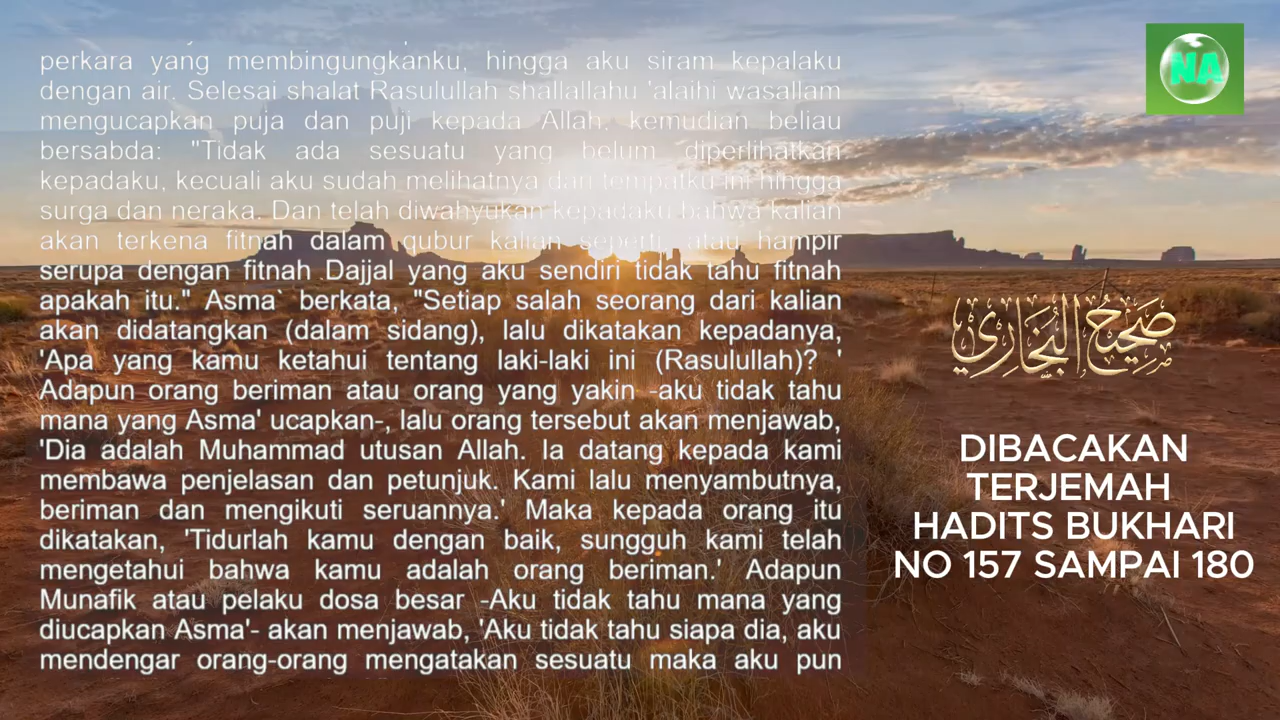 perkara yang membingungkanku, hingga aku siram kepalaku
dengan air. Selesai shalat Rasulullah shallallahu 'alaihi wasallam
mengucapkan puja dan puji kepada Allah, kemudian beliau
bersabda: "Tidak ada sesuatu yang belum diperlihatkan
kepadaku, kecuali aku sudah melihatnya dari tempatku ini hingga
surga dan neraka. Dan telah diwahyukan kepadaku bahwa kalian
akan terkena fitnah dalam qubur kalian seperti, atau hampir
serupa dengan fitnah Dajjal yang aku sendiri tidak tahu fitnah
apakah itu." Asma` berkata, "Setiap salah seorang dari kalian
akan didatangkan (dalam sidang), lalu dikatakan kepadanya,
'Apa yang kamu ketahui tentang laki-laki ini (Rasulullah)? '
Adapun orang beriman atau orang yang yakin -aku tidak tahu
mana yang Asma' ucapkan-, lalu orang tersebut akan menjawab,
'Dia adalah Muhammad utusan Allah. Ia datang kepada kami
membawa penjelasan dan petunjuk. Kami lalu menyambutnya,
beriman dan mengikuti seruannya.' Maka kepada orang itu
dikatakan, 'Tidurlah kamu dengan baik, sungguh kami telah
mengetahui bahwa kamu adalah orang beriman.' Adapun
Munafik atau pelaku dosa besar -Aku tidak tahu mana yang
diucapkan Asma'- akan menjawab, 'Aku tidak tahu siapa dia, aku
mendengar orang-orang mengatakan sesuatu maka aku pun
NA
صَحِيحُ البُخَارِي
DIBACAKAN
TERJEMAH
HADITS BUKHARI
NO 157 SAMPAI 180